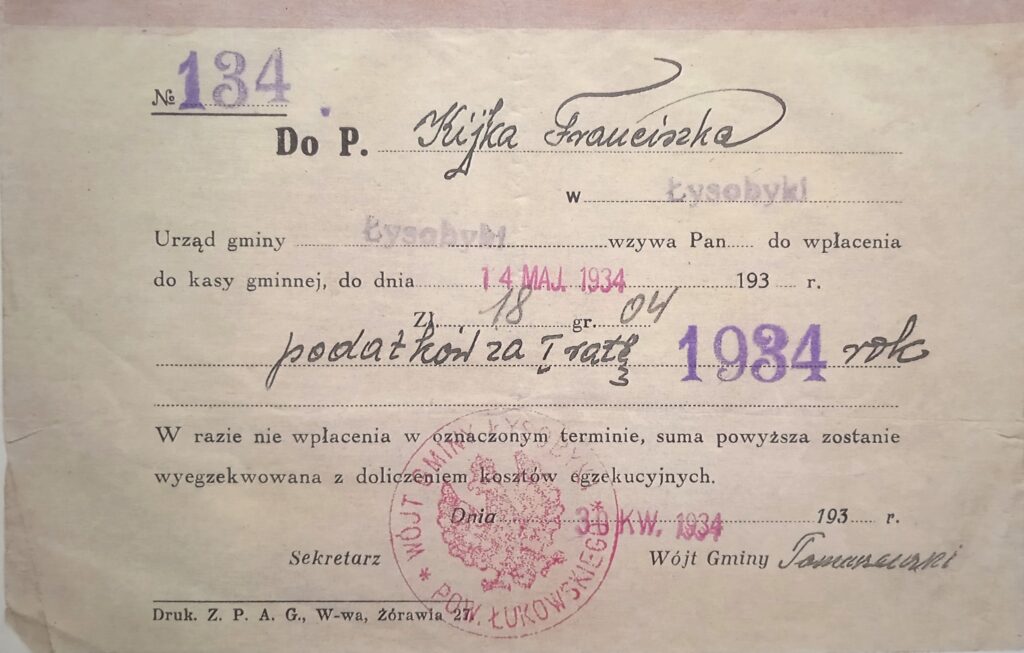 № 134
Do P. Kijka Franciszka
w Łysobyki
Urząd gminy Łysobyki wzywa Pan..... do wpłacenia
do kasy gminnej, do dnia 14 MAJ. 1934 193 r.
Zł. 18 gr. 04
podatków za I ratę 1934 rok
W razie nie wpłacenia w oznaczonym terminie, suma powyższa zostanie
wyegzekwowana z doliczeniem kosztów egzekucyjnych.
Dnia 30 KW. 1934 193 r.
Sekretarz Wójt Gminy Tomaszewski
* WÓJT GMINY ŁYSOBYKI * POW. ŁUKOWSKIEGO
Druk. Z. P. A. G., W-wa, Żórawia 27.